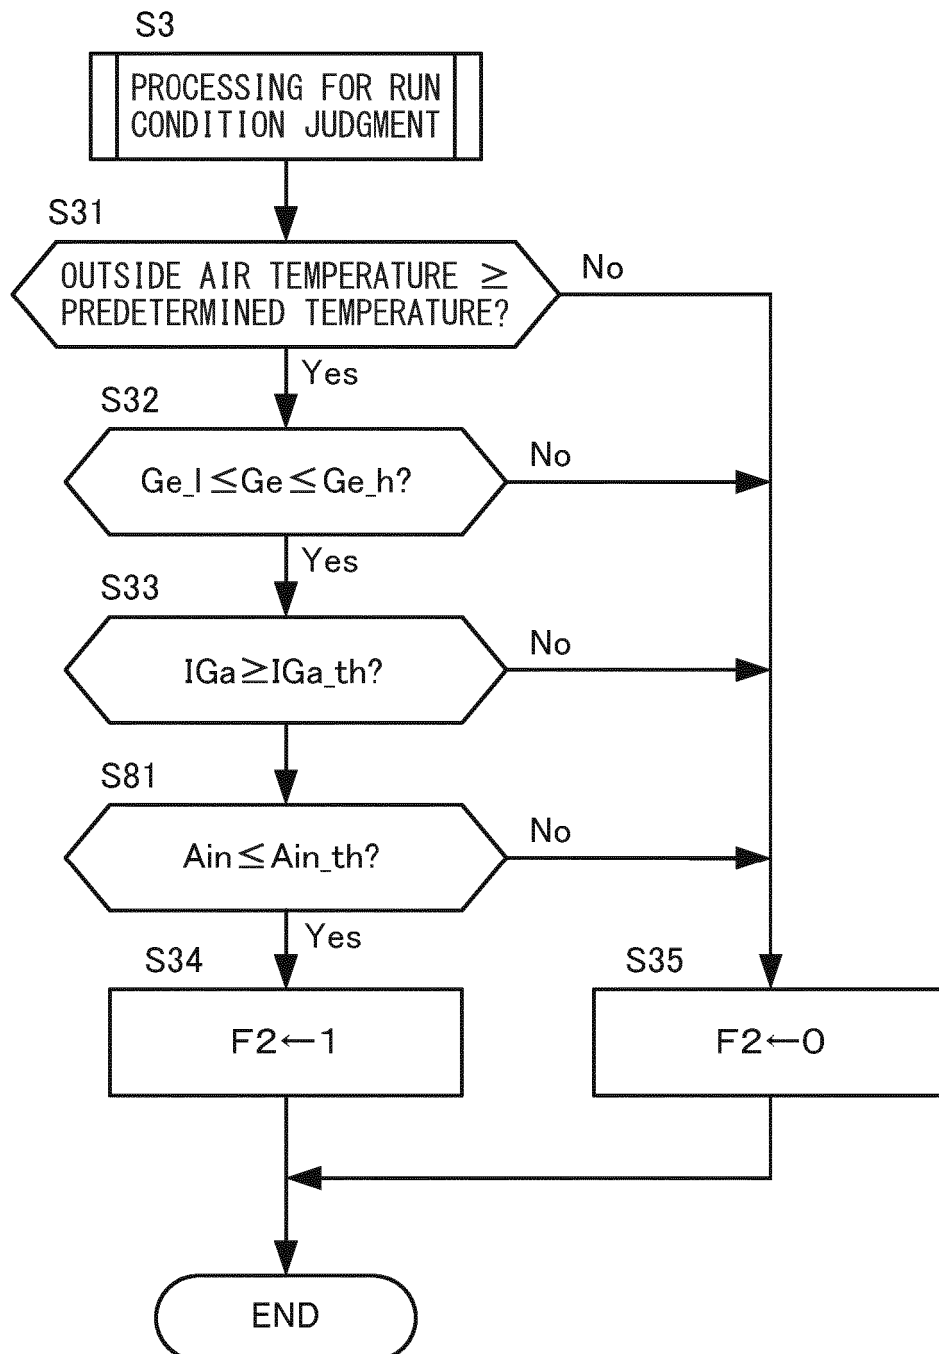 S3
PROCESSING FOR RUN
CONDITION JUDGMENT
S31
OUTSIDE AIR TEMPERATURE ≥
PREDETERMINED TEMPERATURE?
No
Yes
S32
Ge_l≤Ge≤Ge_h?
No
Yes
S33
IGa≥IGa_th?
No
S81
Ain≤Ain_th?
No
Yes
S34
F2←1
S35
F2←0
END